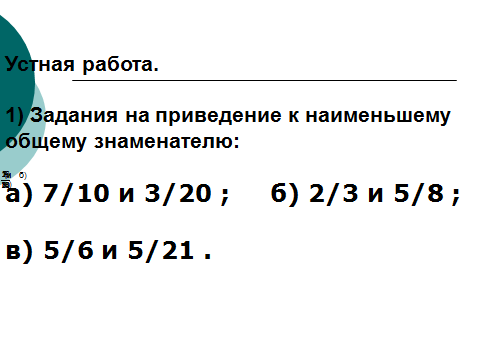 Устная работа.
1) Задания на приведение к наименьшему
общему знаменателю:
б)
а) 7/10 и 3/20 ; б) 2/3 и 5/8 ;
в) 5/6 и 5/21 .